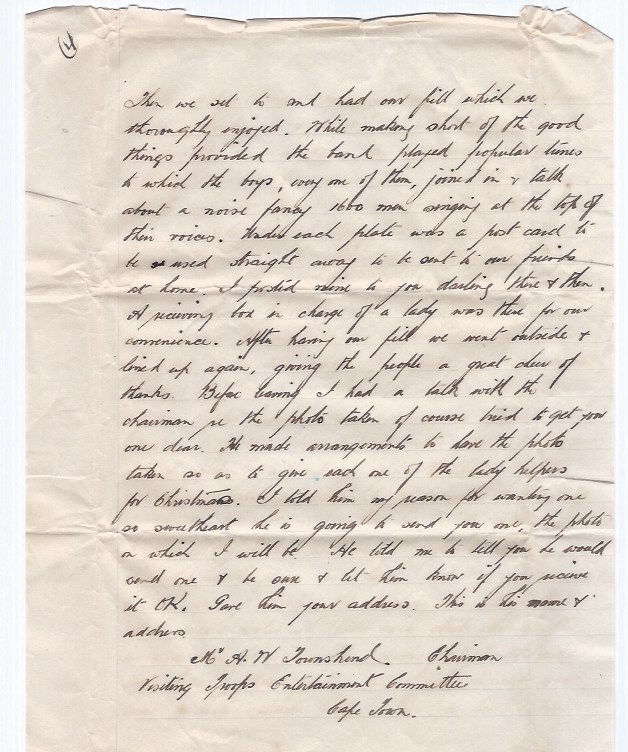 (4)
Then we set to and had our fill which we
thoroughly enjoyed. While making short of the good
things provided the band played popular tunes
to which the boys, every one of them, joined in & talk
about a noise fancy 1600 men singing at the top of
their voices. Under each plate was a post card to
be used straight away to be sent to our friends
at home. I posted mine to you darling there & then.
A receiving box in charge of a lady was there for our
convenience. After having our fill we went outside &
lined up again, giving the people a great cheer of
thanks. Before leaving I had a talk with the
chairman re the photo taken of course tried to get you
one dear. He made arrangements to have the photo
taken so as to give each one of the lady helpers
for Christmas. I told him my reason for wanting one
so sweetheart he is going to send you one, the photo
on which I will be. He told me to tell you he would
send one & be sure & let him know if you receive
it OK. Gave him your address. This is his name &
address
Mr A. W Townshend. Chairman
Visiting Troops Entertainment Committee
Cape Town.